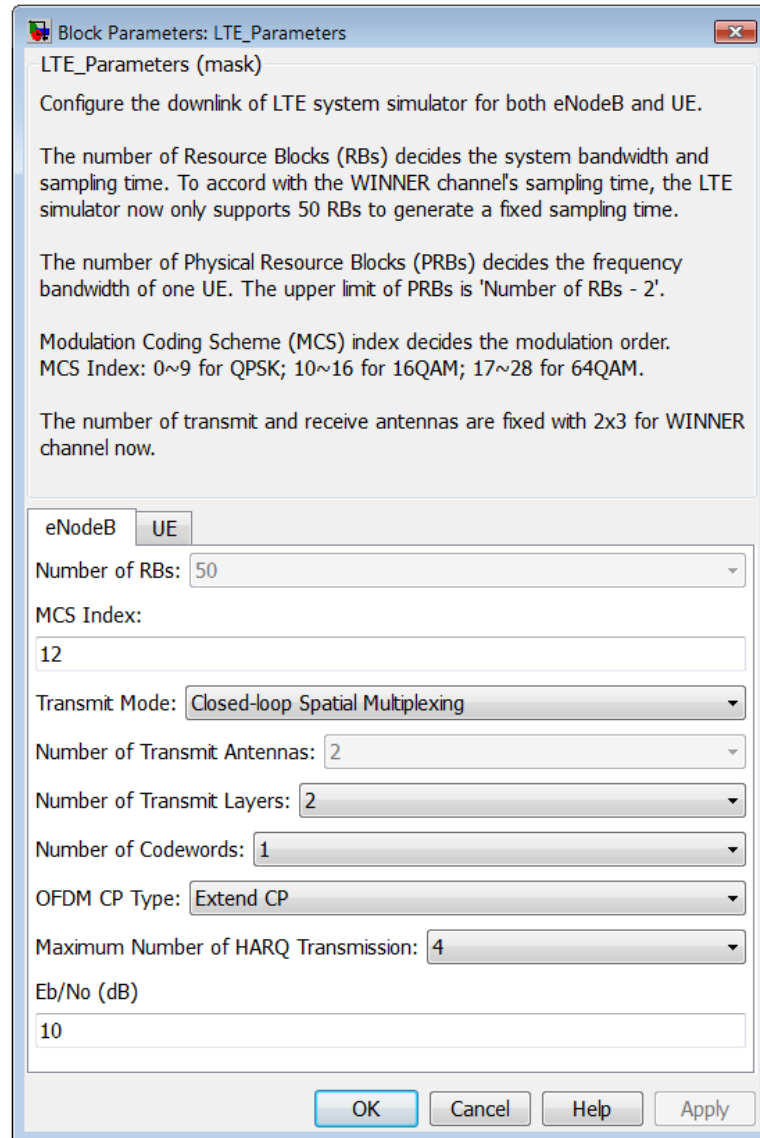 Block Parameters: LTE_Parameters
LTE_Parameters (mask)
Configure the downlink of LTE system simulator for both eNodeB and UE.
The number of Resource Blocks (RBs) decides the system bandwidth and
sampling time. To accord with the WINNER channel's sampling time, the LTE
simulator now only supports 50 RBs to generate a fixed sampling time.
The number of Physical Resource Blocks (PRBs) decides the frequency
bandwidth of one UE. The upper limit of PRBs is 'Number of RBs - 2'.
Modulation Coding Scheme (MCS) index decides the modulation order.
MCS Index: 0~9 for QPSK; 10~16 for 16QAM; 17~28 for 64QAM.
The number of transmit and receive antennas are fixed with 2x3 for WINNER
channel now.
eNodeB UE
Number of RBs: 50
MCS Index:
12
Transmit Mode: Closed-loop Spatial Multiplexing
Number of Transmit Antennas: 2
Number of Transmit Layers: 2
Number of Codewords: 1
OFDM CP Type: Extend CP
Maximum Number of HARQ Transmission: 4
Eb/No (dB)
10
OK Cancel Help Apply